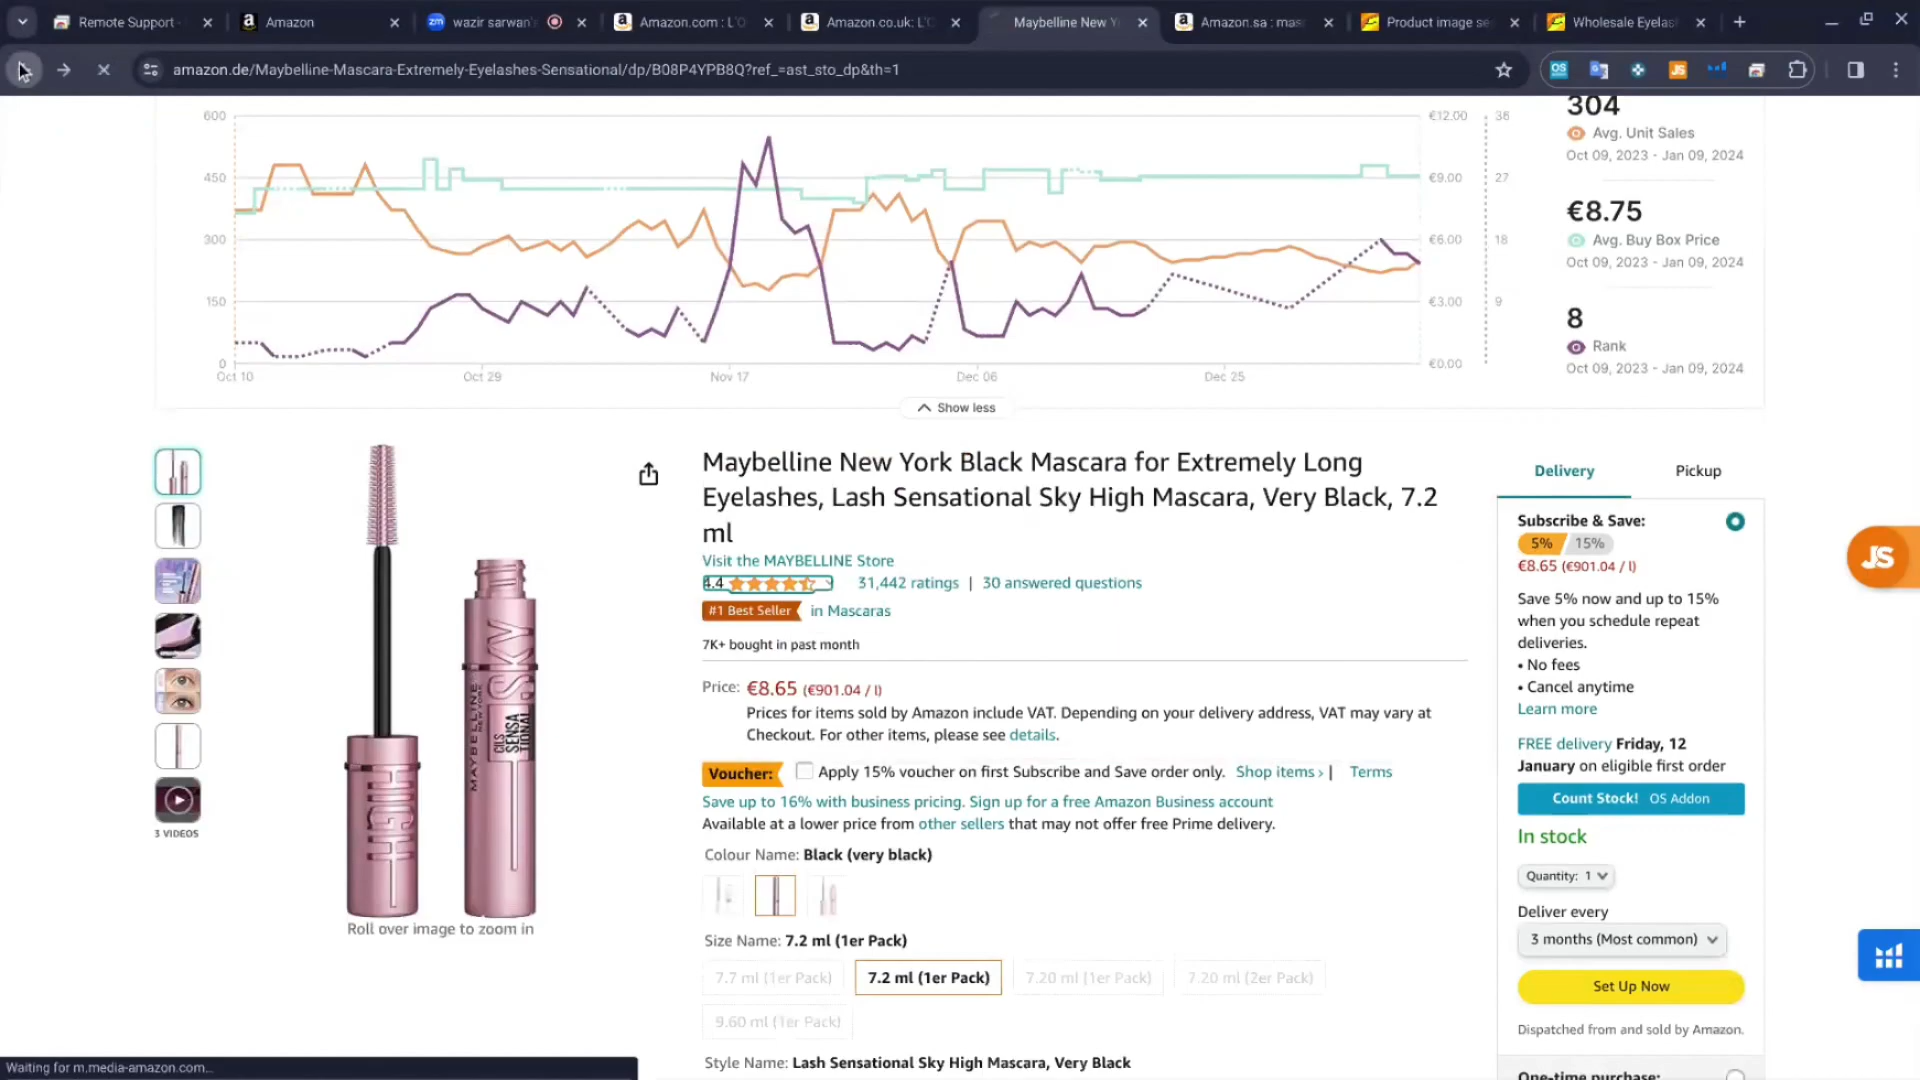 Remote Support -
Amazon
wazir sarwan's
Amazon.com : L'O
Amazon.co.uk: L'O
Maybelline New Y
Amazon.sa : mas
Product image se
Wholesale Eyelas
amazon.de/Maybelline-Mascara-Extremely-Eyelashes-Sensational/dp/B08P4YPB8Q?ref_=ast_sto_dp&th=1
600
450
300
150
0
€12.00
€9.00
€6.00
€3.00
€0.00
36
27
18
9
Oct 10
Oct 29
Nov 17
Dec 06
Dec 25
304
Avg. Unit Sales
Oct 09, 2023 - Jan 09, 2024
€8.75
Avg. Buy Box Price
Oct 09, 2023 - Jan 09, 2024
8
Rank
Oct 09, 2023 - Jan 09, 2024
Show less
3 VIDEOS
HIGH
MAYBELLINE
NEW YORK
CILS
SENSA
TIONAL
SKY
Roll over image to zoom in
Maybelline New York Black Mascara for Extremely Long
Eyelashes, Lash Sensational Sky High Mascara, Very Black, 7.2
ml
Visit the MAYBELLINE Store
4.4
31,442 ratings | 30 answered questions
#1 Best Seller in Mascaras
7K+ bought in past month
Price: €8.65 (€901.04 / l)
Prices for items sold by Amazon include VAT. Depending on your delivery address, VAT may vary at
Checkout. For other items, please see details.
Voucher: Apply 15% voucher on first Subscribe and Save order only. Shop items › | Terms
Save up to 16% with business pricing. Sign up for a free Amazon Business account
Available at a lower price from other sellers that may not offer free Prime delivery.
Colour Name: Black (very black)
Size Name: 7.2 ml (1er Pack)
7.7 ml (1er Pack)
7.2 ml (1er Pack)
7.20 ml (1er Pack)
7.20 ml (2er Pack)
9.60 ml (1er Pack)
Style Name: Lash Sensational Sky High Mascara, Very Black
Delivery
Pickup
Subscribe & Save:
5% 15%
€8.65 (€901.04 / l)
Save 5% now and up to 15%
when you schedule repeat
deliveries.
• No fees
• Cancel anytime
Learn more
FREE delivery Friday, 12
January on eligible first order
Count Stock! OS Addon
In stock
Quantity: 1
Deliver every
3 months (Most common)
Set Up Now
Dispatched from and sold by Amazon.
One-time purchase:
JS
Waiting for m.media-amazon.com...